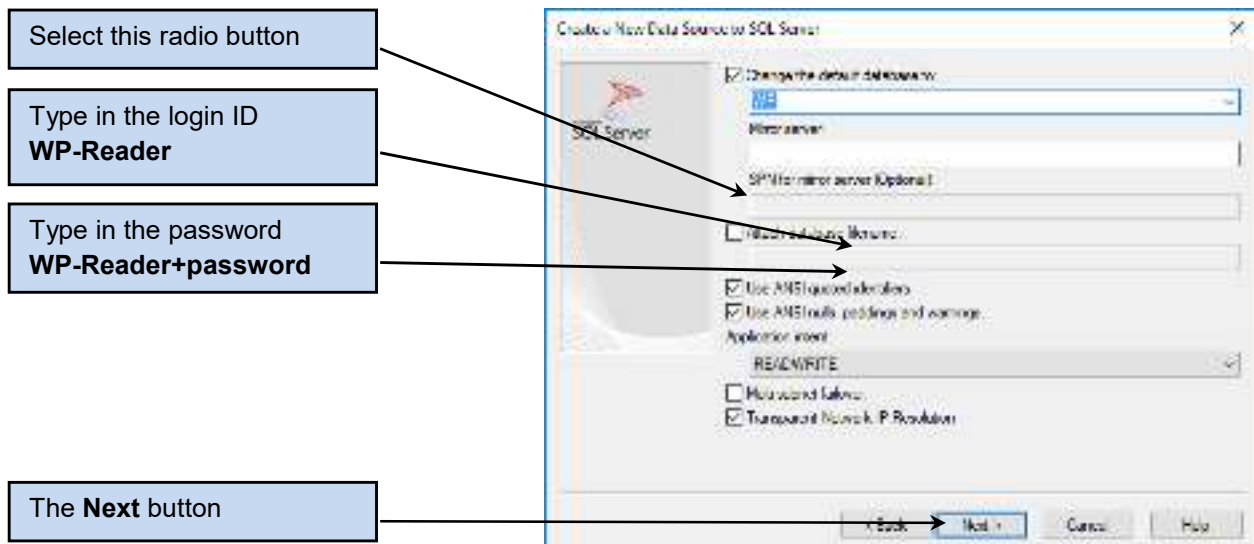 Select this radio button
Type in the login ID
WP-Reader
Type in the password
WP-Reader+password
The Next button
Create a New Data Source to SQL Server
SQL Server
Change the default database to:
Mirror server:
SPN for mirror server (Optional):
Attach database filename:
Use ANSI quoted identifiers.
Use ANSI nulls, paddings and warnings.
Application intent:
READWRITE
Multi-subnet failover.
Transparent Network IP Resolution
< Back
Next >
Cancel
Help